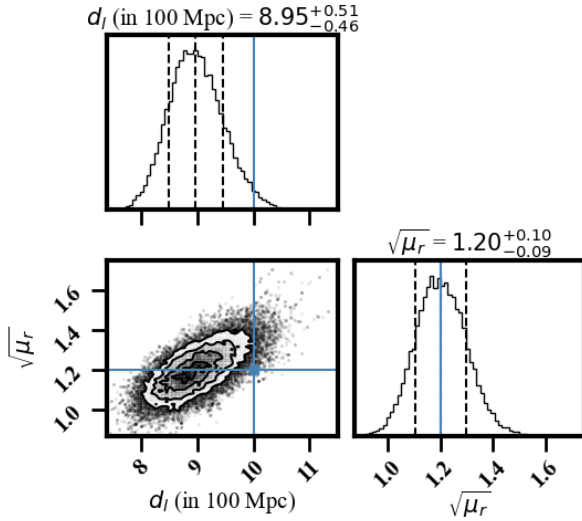 d_l (in 100 Mpc) = 8.95^{+0.51}_{-0.46}
√μ_r = 1.20^{+0.10}_{-0.09}
√μ_r
1.6
1.4
1.2
1.0
8 9 10 11
1.0 1.2 1.4 1.6
d_l (in 100 Mpc)
√μ_r